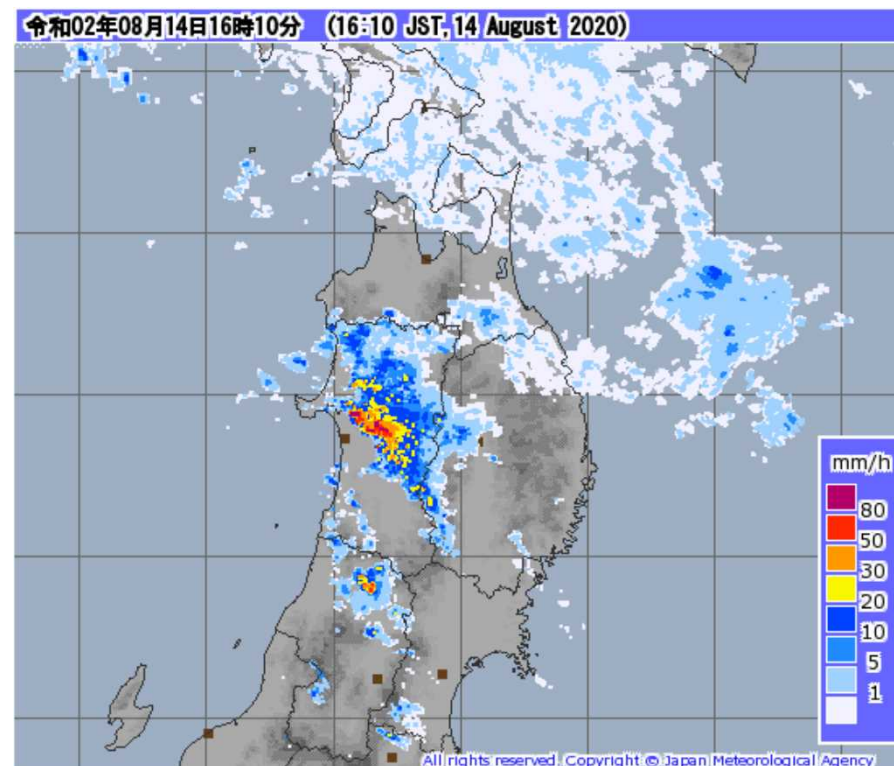 令和02年08月14日16時10分 (16:10 JST, 14 August 2020)
mm/h
80
50
30
20
10
5
1
All rights reserved. Copyright © Japan Meteorological Agency